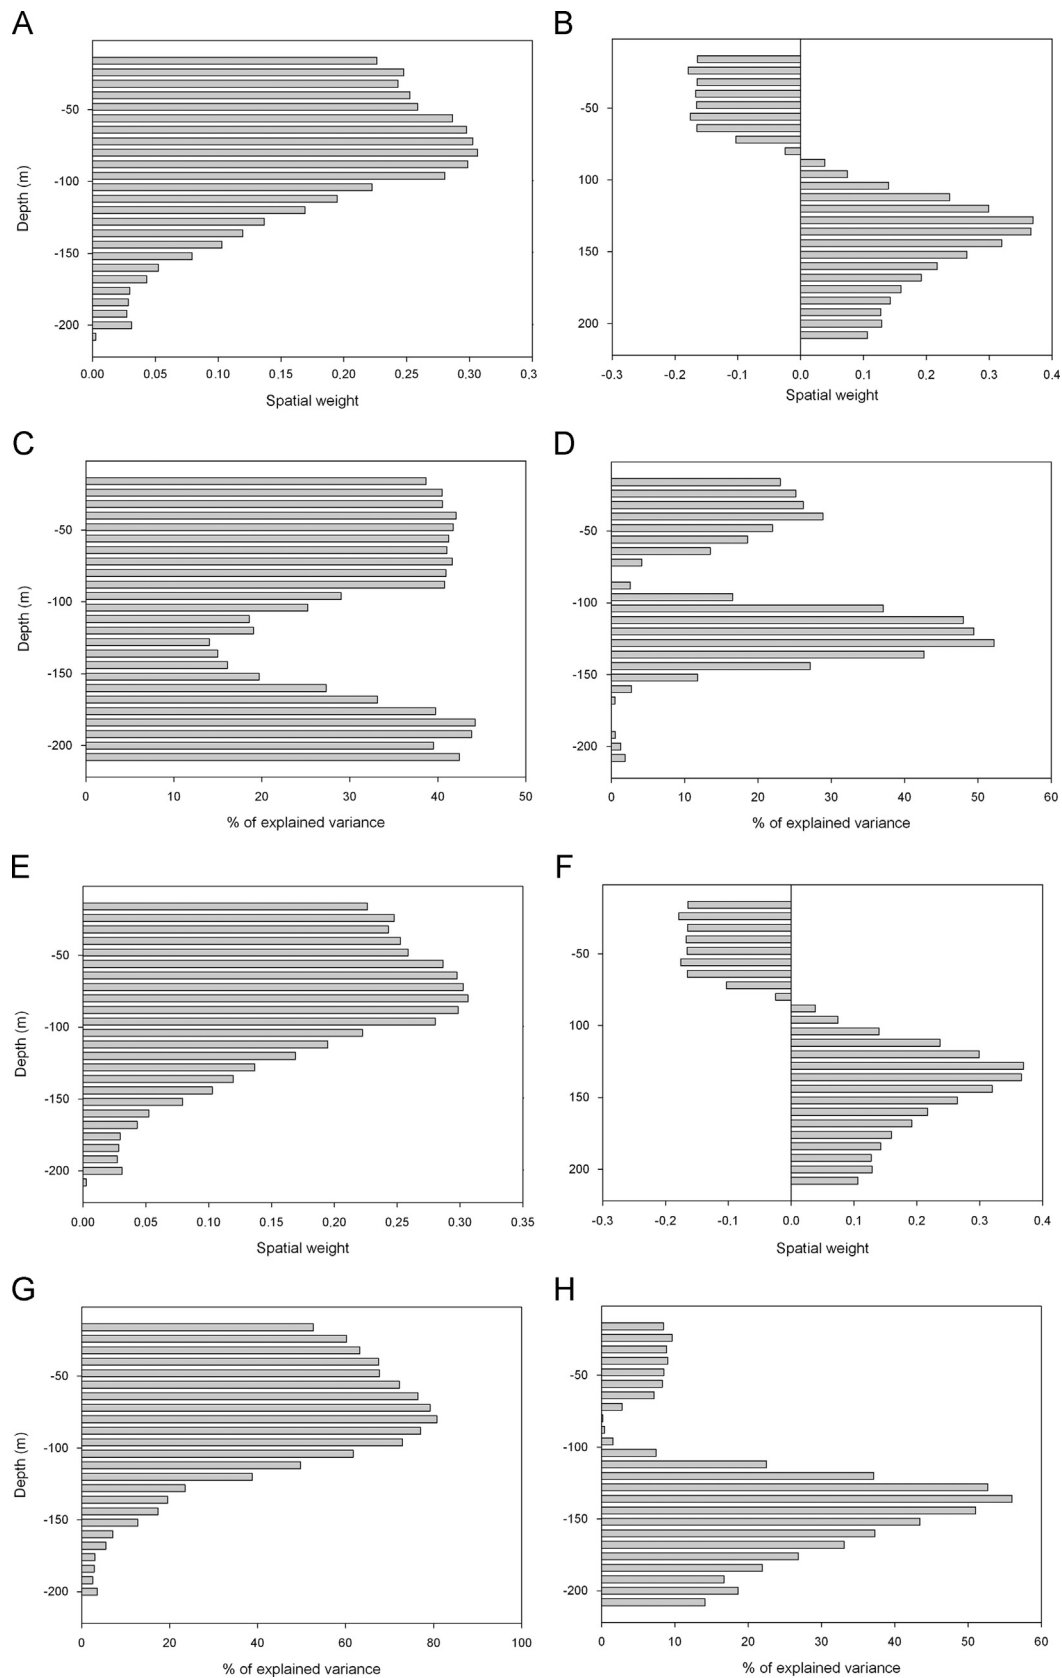 A
B
-50
-100
-150
-200
Depth (m)
0.00 0.05 0.10 0.15 0.20 0,25 0,30 0,3
Spatial weight
-50
100
150
200
-0.3 -0.2 -0.1 0.0 0.1 0,2 0.3 0.4
Spatial weight
C
D
-50
-100
-150
-200
Depth (m)
0 10 20 30 40 50
% of explained variance
-50
-100
-150
-200
0 10 20 30 40 50 60
% of explained variance
E
F
-50
-100
-150
-200
Depth (m)
0.00 0.05 0.10 0.15 0.20 0.25 0.30 0.35
Spatial weight
-50
100
150
200
-0.3 -0.2 -0.1 0.0 0.1 0.2 0.3 0.4
Spatial weight
G
H
-50
-100
-150
-200
Depth (m)
0 20 40 60 80 100
% of explained variance
-50
-100
-150
-200
0 10 20 30 40 50 60
% of explained variance